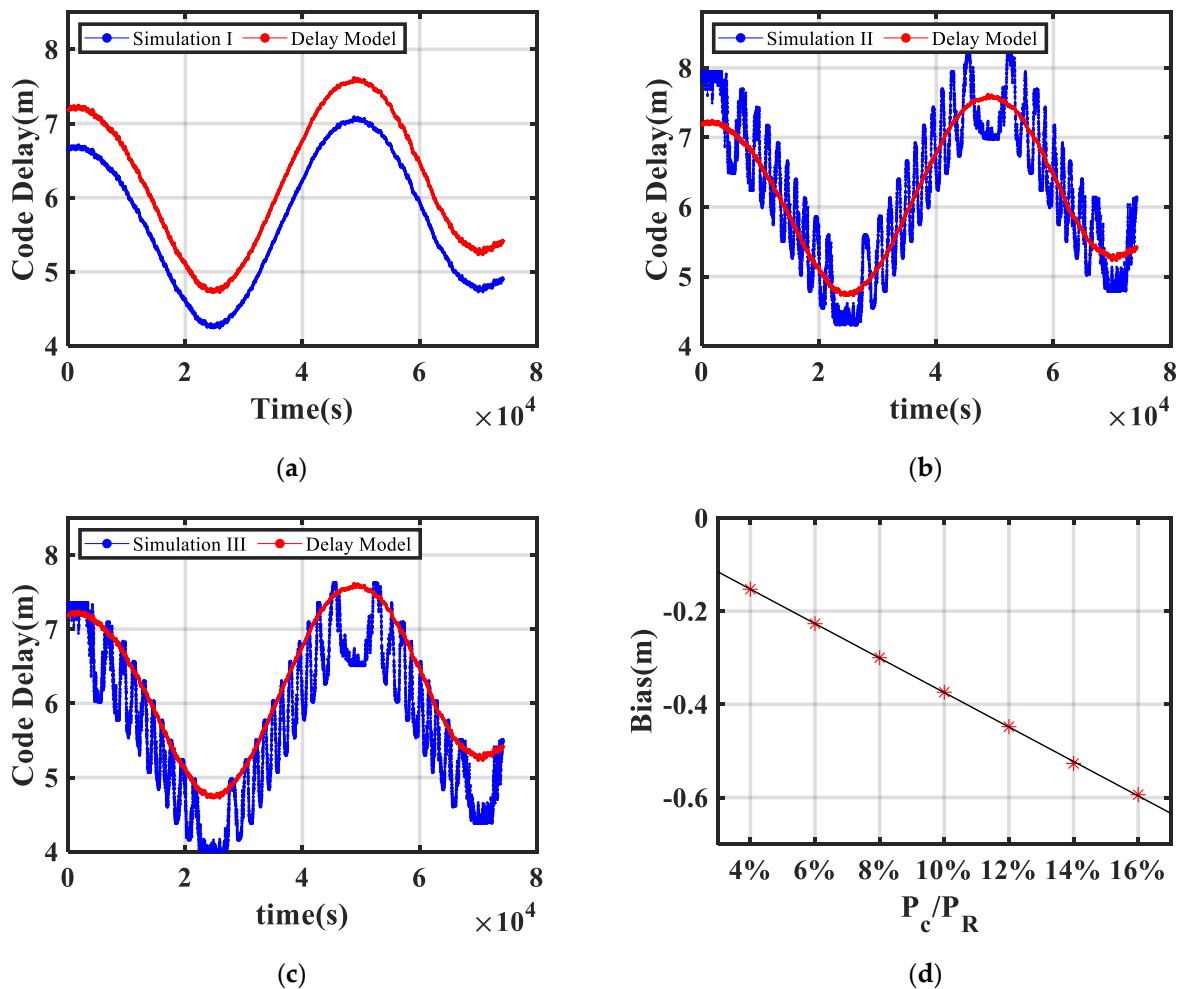 Simulation I Delay Model
8
7
6
5
4
Code Delay(m)
0 2 4 6 8
Time(s)
×10^4
(a)
Simulation II Delay Model
8
7
6
5
4
Code Delay(m)
0 2 4 6 8
time(s)
×10^4
(b)
Simulation III Delay Model
8
7
6
5
4
Code Delay(m)
0 2 4 6 8
time(s)
×10^4
(c)
0
-0.2
-0.4
-0.6
Bias(m)
4% 6% 8% 10% 12% 14% 16%
P_c/P_R
(d)